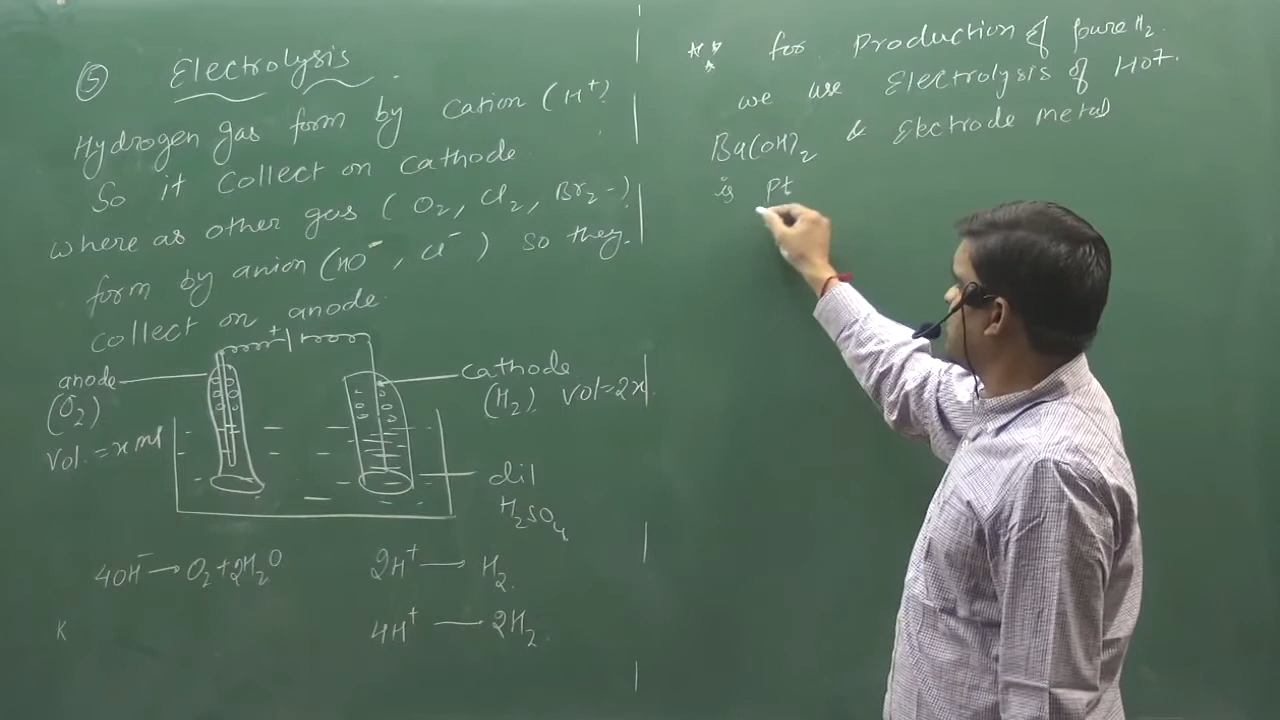 ⑤ Electrolysis.
Hydrogen gas form by cation (H⁺)
So it collect on cathode
where as other gas (O₂, Cl₂, Br₂-)
form by anion (HO⁻, Cl⁻) so they.
collect on anode
+
anode
(O₂)
vol. = x ml
cathode
(H₂) vol=2x
dil
H₂SO₄
4OH⁻ → O₂ + 2H₂O
2H⁺ → H₂
4H⁺ — 2H₂
K
** for Production of pure H₂.
we use Electrolysis of HOT.
Ba(OH)₂ & Electrode metal
is Pt